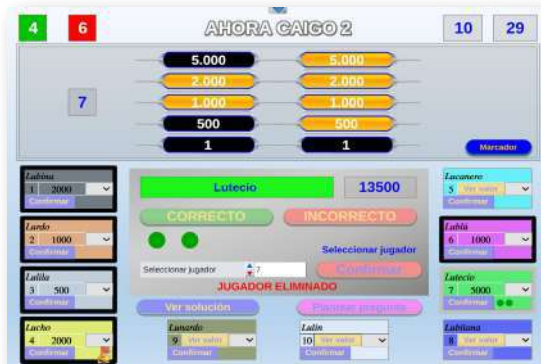 4 6 AHORA CAIGO 2 10 29
5.000 5.000
2.000 2.000
7 1.000 1.000
500 500
1 1
Marcador
Lubina
1 2000
Confirmar
Lardo
2 1000
Confirmar
Lulila
3 500
Confirmar
Lucho
4 2000
Confirmar
Lutecio 13500
CORRECTO INCORRECTO
Seleccionar jugador
Seleccionar jugador 7 Confirmar
JUGADOR ELIMINADO
Ver solución Plantear pregunta
Lunardo
9 Ver valor
Confirmar
Lulin
10 Ver valor
Confirmar
Lucanero
5 Ver valor
Confirmar
Lublá
6 1000
Confirmar
Lutecio
7 5000
Confirmar
Lubiliana
8 Ver valor
Confirmar